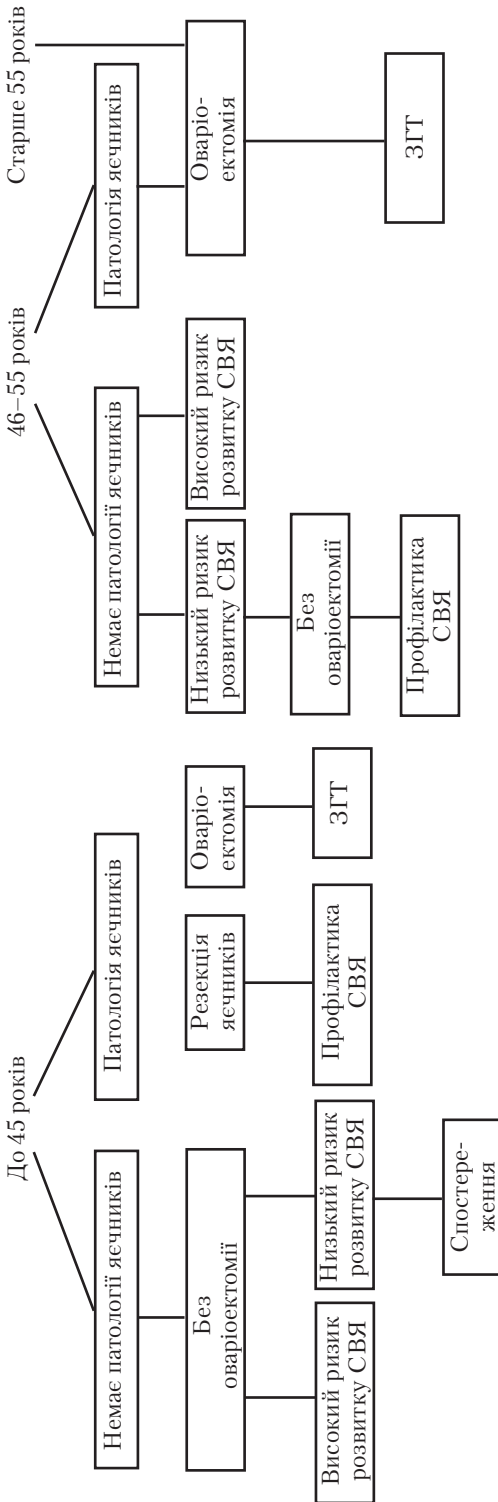 До 45 років
46–55 років
Старше 55 років
Немає патології яєчників
Патологія яєчників
Немає патології яєчників
Патологія яєчників
Без
оваріоектомії
Резекція
яєчників
Оваріо-
ектомія
Низький ризик
розвитку СВЯ
Високий ризик
розвитку СВЯ
Оваріо-
ектомія
Високий ризик
розвитку СВЯ
Низький ризик
розвитку СВЯ
Профілактика
СВЯ
ЗГТ
Без
оваріоектомії
ЗГТ
Спостере-
ження
Профілактика
СВЯ